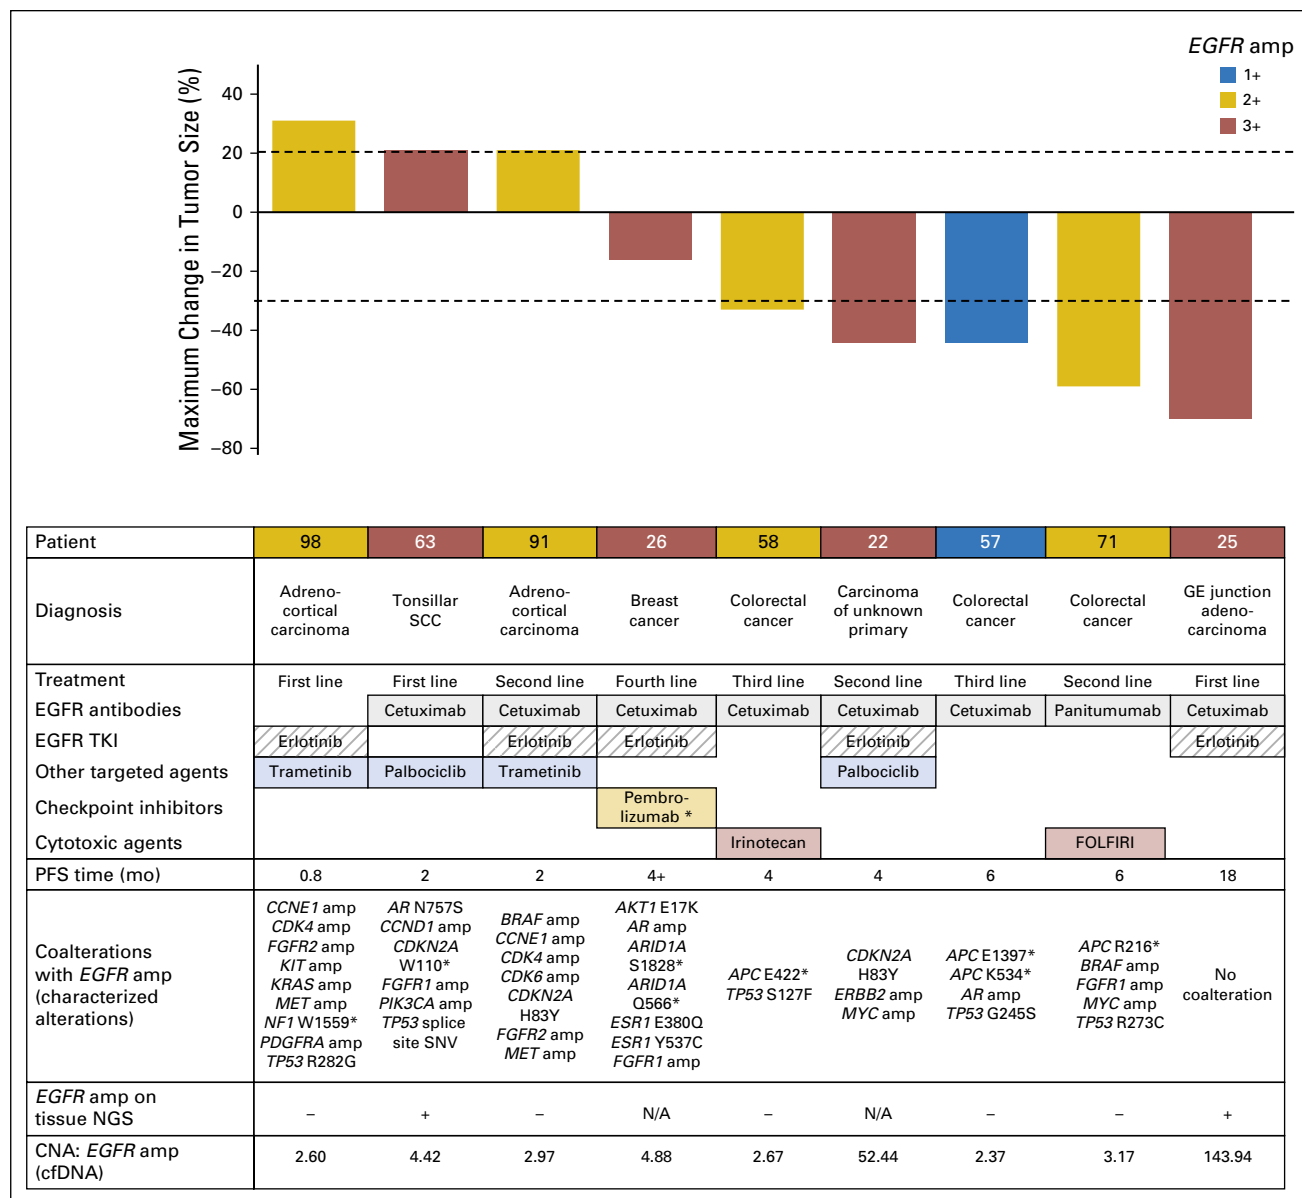 EGFR amp
1+
2+
3+
Maximum Change in Tumor Size (%)
40
20
0
−20
−40
−60
−80
Patient 98 63 91 26 58 22 57 71 25
Diagnosis
Adreno-
cortical
carcinoma
Tonsillar
SCC
Adreno-
cortical
carcinoma
Breast
cancer
Colorectal
cancer
Carcinoma
of unknown
primary
Colorectal
cancer
Colorectal
cancer
GE junction
adeno-
carcinoma
Treatment First line First line Second line Fourth line Third line Second line Third line Second line First line
EGFR antibodies Cetuximab Cetuximab Cetuximab Cetuximab Cetuximab Cetuximab Panitumumab Cetuximab
EGFR TKI Erlotinib Erlotinib Erlotinib Erlotinib Erlotinib
Other targeted agents Trametinib Palbociclib Trametinib Palbociclib
Checkpoint inhibitors
Pembro-
lizumab *
Cytotoxic agents Irinotecan FOLFIRI
PFS time (mo) 0.8 2 2 4+ 4 4 6 6 18
Coalterations
with EGFR amp
(characterized
alterations)
CCNE1 amp
CDK4 amp
FGFR2 amp
KIT amp
KRAS amp
MET amp
NF1 W1559*
PDGFRA amp
TP53 R282G
AR N757S
CCND1 amp
CDKN2A
W110*
FGFR1 amp
PIK3CA amp
TP53 splice
site SNV
BRAF amp
CCNE1 amp
CDK4 amp
CDK6 amp
CDKN2A
H83Y
FGFR2 amp
MET amp
AKT1 E17K
AR amp
ARID1A
S1828*
ARID1A
Q566*
ESR1 E380Q
ESR1 Y537C
FGFR1 amp
APC E422*
TP53 S127F
CDKN2A
H83Y
ERBB2 amp
MYC amp
APC E1397*
APC K534*
AR amp
TP53 G245S
APC R216*
BRAF amp
FGFR1 amp
MYC amp
TP53 R273C
No
coalteration
EGFR amp on
tissue NGS
− + − N/A − N/A − − +
CNA: EGFR amp
(cfDNA)
2.60 4.42 2.97 4.88 2.67 52.44 2.37 3.17 143.94